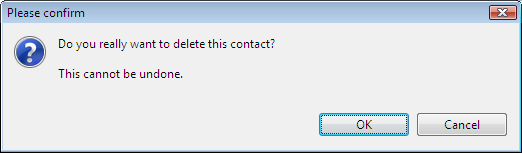 Please confirm
Do you really want to delete this contact?
This cannot be undone.
OK Cancel